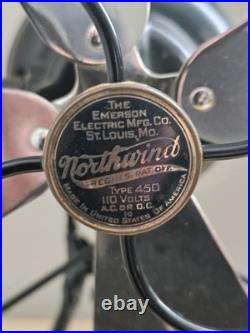 THE
EMERSON
ELECTRIC MFG. CO.
ST. LOUIS, MO.
Northwind
REG. U.S. PAT. OFF.
TYPE 450
110 VOLTS
A.C. OR D.C.
MADE IN UNITED STATES OF AMERICA